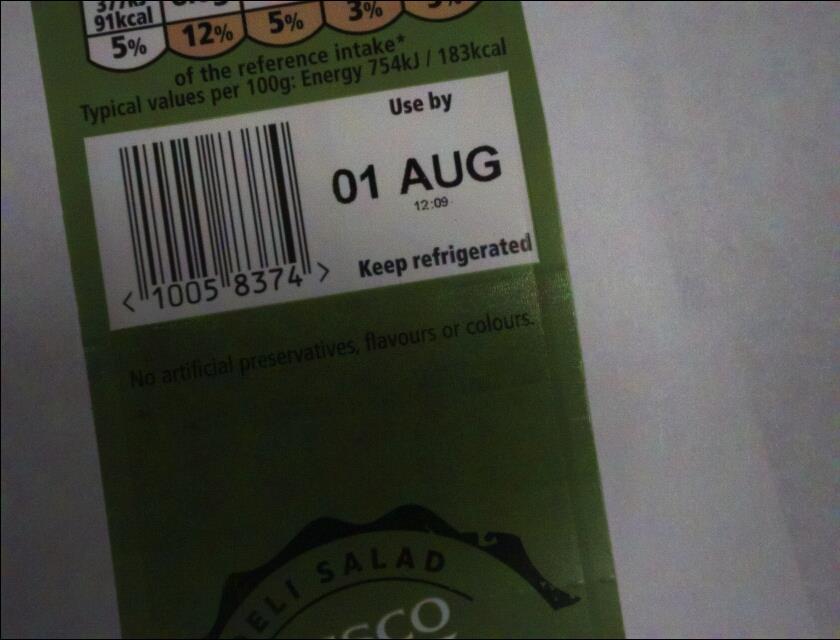 91kcal
5% 12% 5% 3%
of the reference intake*
Typical values per 100g: Energy 754kJ / 183kcal
Use by
01 AUG
12:09
Keep refrigerated
<1005 8374>
No artificial preservatives, flavours or colours.
DELI SALAD